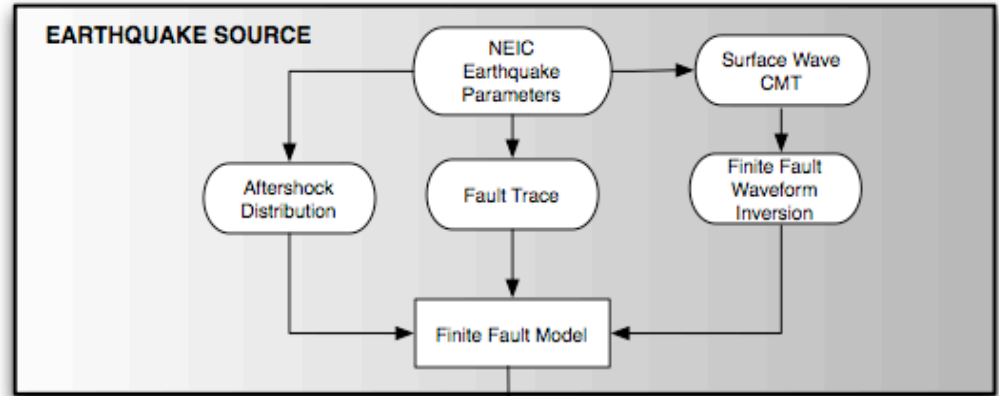 EARTHQUAKE SOURCE
NEIC
Earthquake
Parameters
Surface Wave
CMT
Aftershock
Distribution
Fault Trace
Finite Fault
Waveform
Inversion
Finite Fault Model